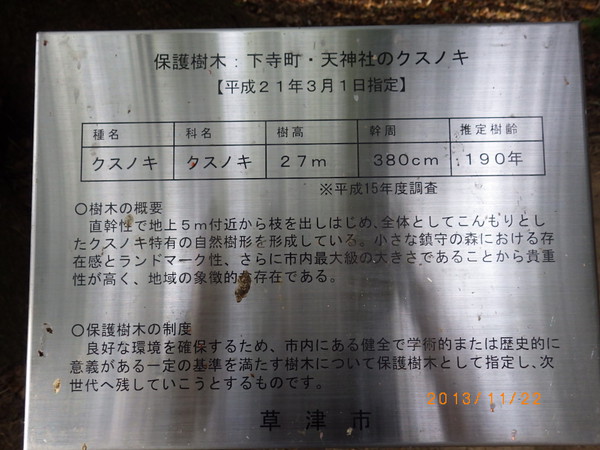 保護樹木：下寺町・天神社のクスノキ
【平成２１年３月１日指定】
種名 科名 樹高 幹周 推定樹齢
クスノキ クスノキ ２７ｍ 380cm 190年
※平成15年度調査
〇樹木の概要
直幹性で地上５ｍ付近から枝を出しはじめ、全体としてこんもりとし
たクスノキ特有の自然樹形を形成している。小さな鎮守の森における存
在感とランドマーク性、さらに市内最大級の大きさであることから貴重
性が高く、地域の象徴的な存在である。
〇保護樹木の制度
良好な環境を確保するため、市内にある健全で学術的または歴史的に
意義がある一定の基準を満たす樹木について保護樹木として指定し、次
世代へ残していこうとするものです。
2013/11/22
草津市